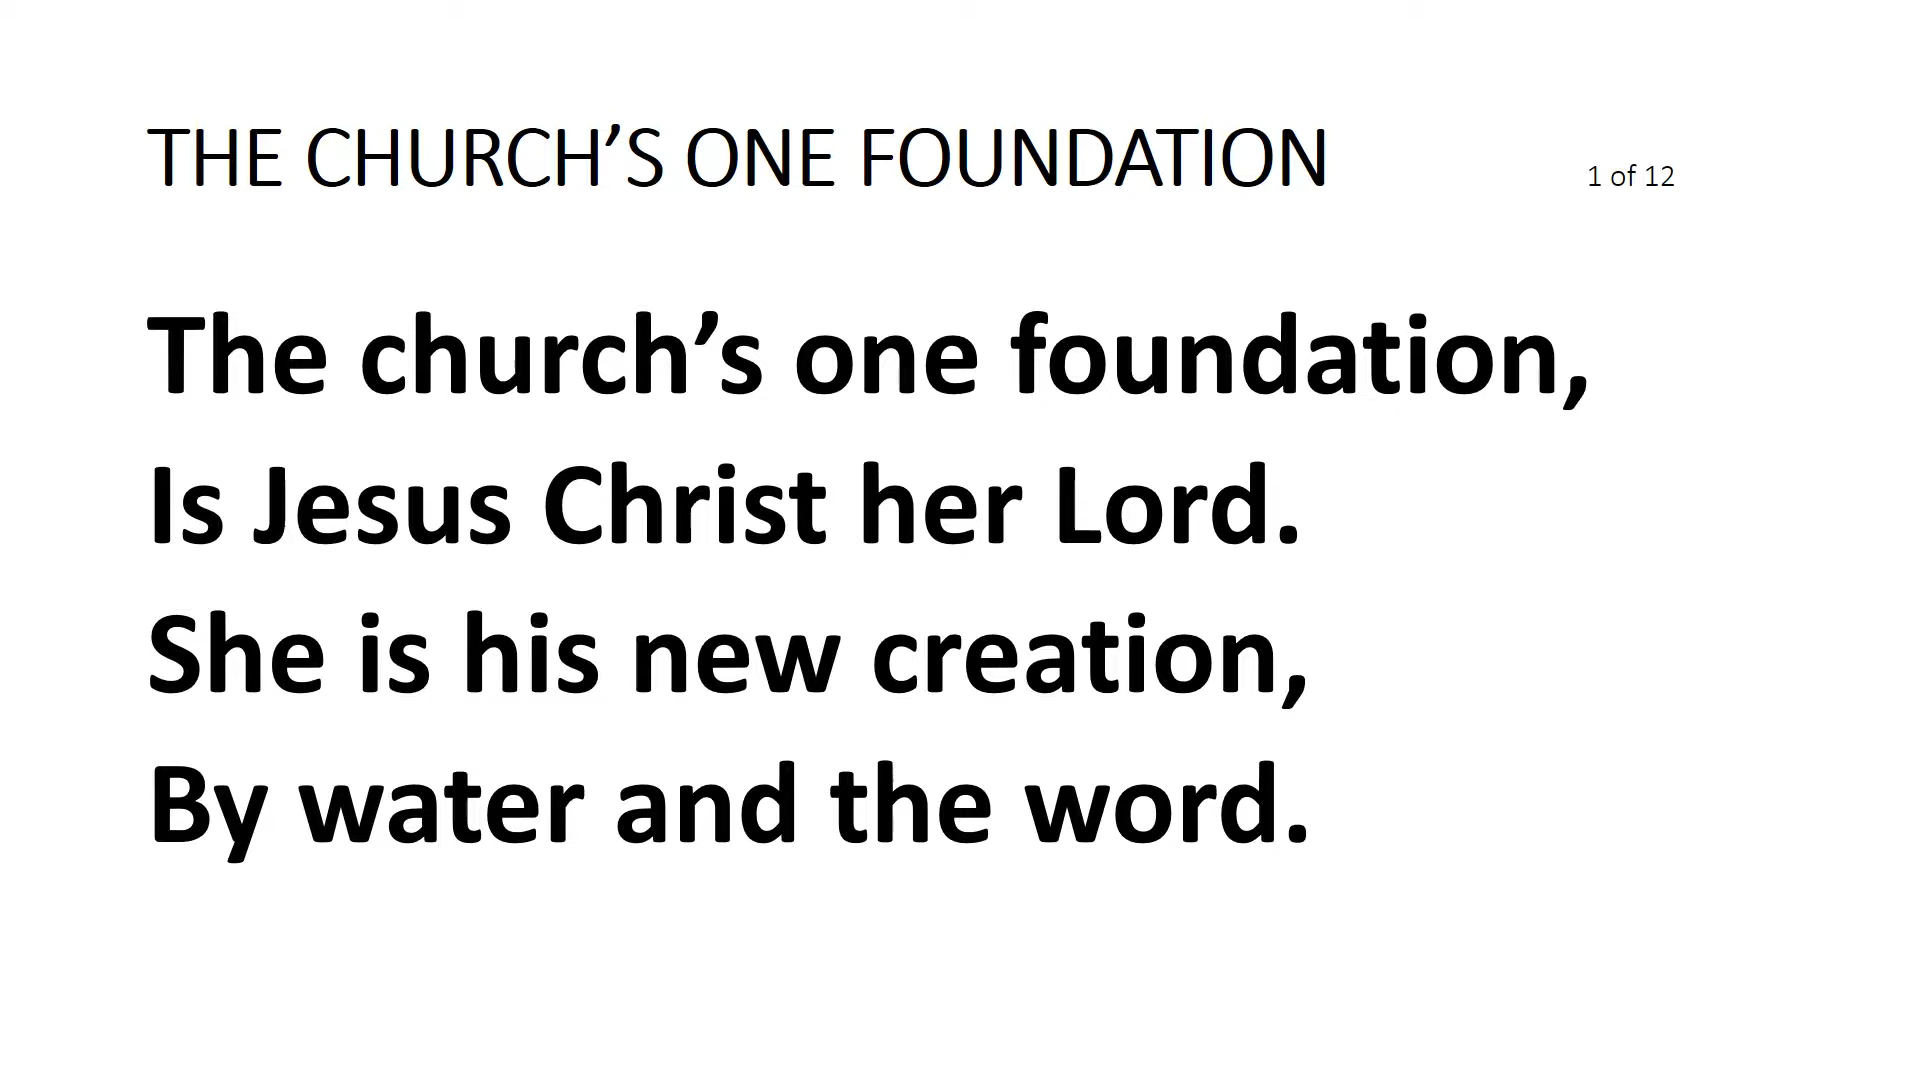 THE CHURCH’S ONE FOUNDATION 1 of 12
The church’s one foundation,
Is Jesus Christ her Lord.
She is his new creation,
By water and the word.